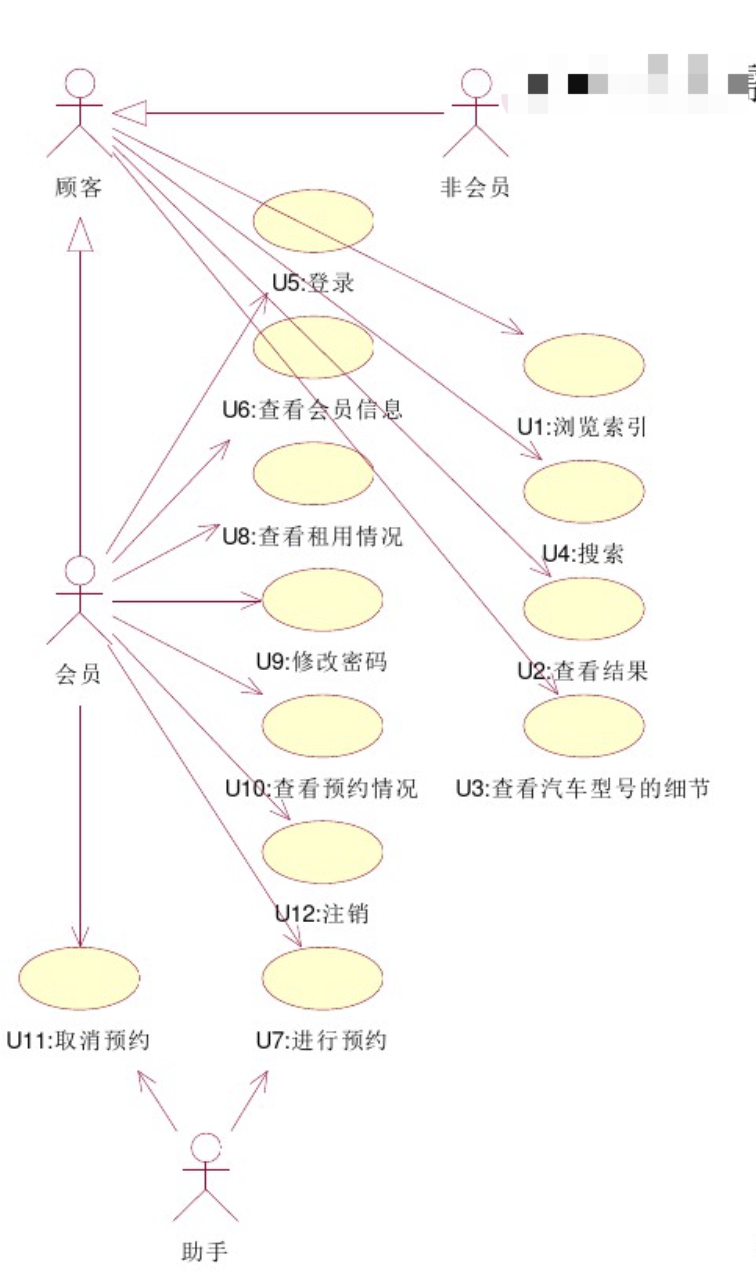 顾客
非会员
U5:登录
U6:查看会员信息
U1:浏览索引
U8:查看租用情况
U4:搜索
U9:修改密码
U2:查看结果
会员
U10:查看预约情况
U3:查看汽车型号的细节
U12:注销
U11:取消预约
U7:进行预约
助手